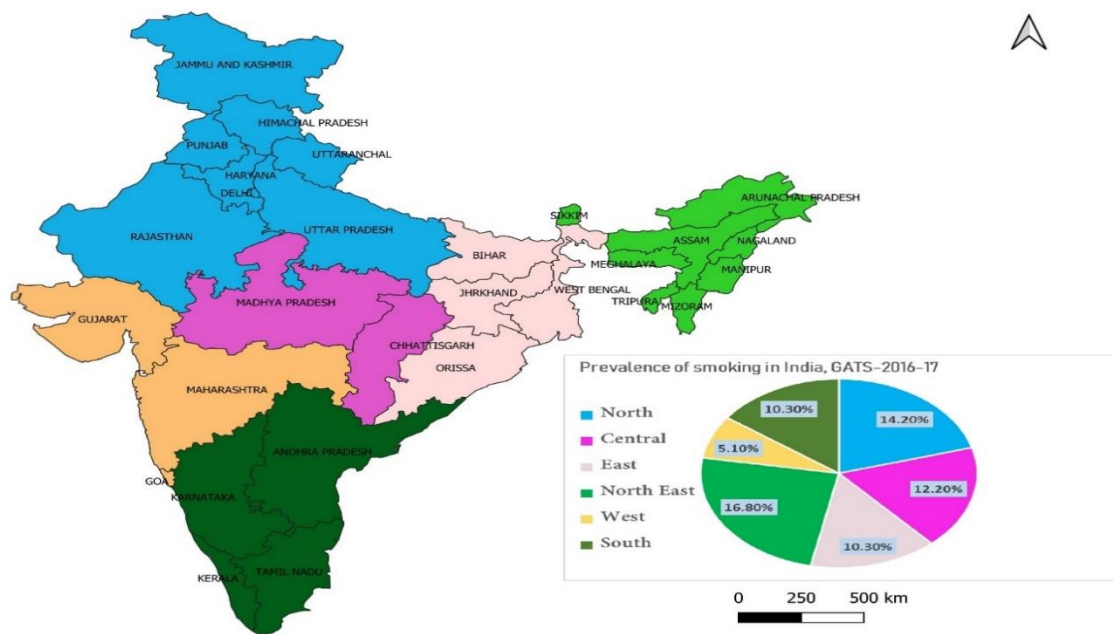 JAMMU AND KASHMIR
HIMACHAL PRADESH
PUNJAB
UTTARANCHAL
HARYANA
DELHI
ARUNACHAL PRADESH
SIKKIM
RAJASTHAN
UTTAR PRADESH
ASSAM
NAGALAND
BIHAR
MEGHALAYA
MANIPUR
JHRKHAND
WEST BENGAL
TRIPURA
MIZORAM
MADHYA PRADESH
GUJARAT
CHHATTISGARH
ORISSA
MAHARASHTRA
ANDHRA PRADESH
GOA
KARNATAKA
KERALA
TAMIL NADU
Prevalence of smoking in India, GATS-2016-17
North
Central
East
North East
West
South
10.30%
14.20%
5.10%
12.20%
16.80%
10.30%
0 250 500 km